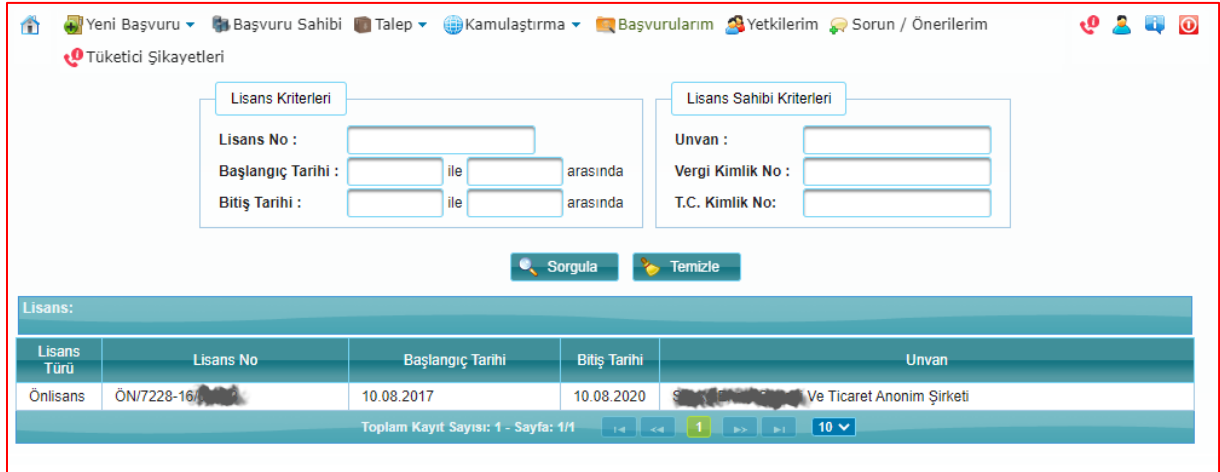 Yeni Başvuru Başvuru Sahibi Talep Kamulaştırma Başvurularım Yetkilerim Sorun / Önerilerim
Tüketici Şikayetleri
Lisans Kriterleri
Lisans No :
Başlangıç Tarihi : ile arasında
Bitiş Tarihi : ile arasında
Lisans Sahibi Kriterleri
Unvan :
Vergi Kimlik No :
T.C. Kimlik No:
Sorgula Temizle
Lisans:
Lisans Türü Lisans No Başlangıç Tarihi Bitiş Tarihi Unvan
Önlisans ÖN/7228-16/ 10.08.2017 10.08.2020 Ve Ticaret Anonim Şirketi
Toplam Kayıt Sayısı: 1 - Sayfa: 1/1 1 10